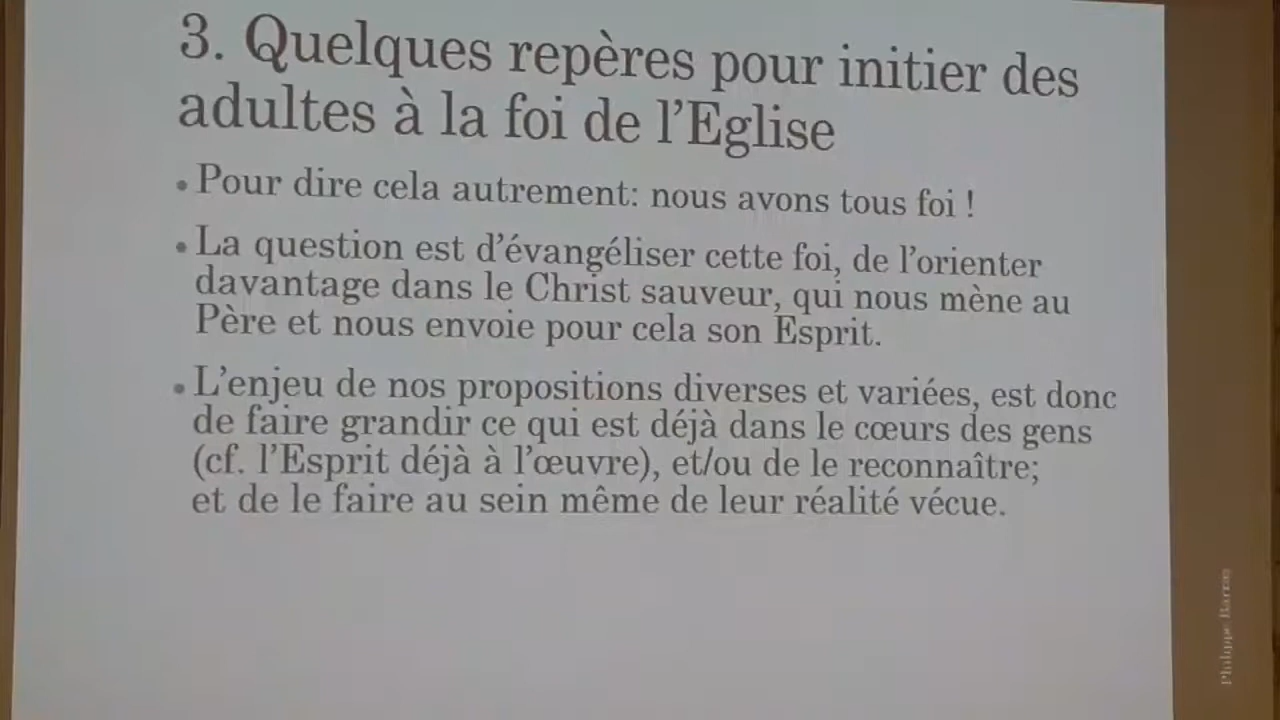 3. Quelques repères pour initier des
adultes à la foi de l'Eglise
• Pour dire cela autrement: nous avons tous foi !
• La question est d'évangéliser cette foi, de l'orienter
davantage dans le Christ sauveur, qui nous mène au
Père et nous envoie pour cela son Esprit.
• L'enjeu de nos propositions diverses et variées, est donc
de faire grandir ce qui est déjà dans le cœurs des gens
(cf. l'Esprit déjà à l'œuvre), et/ou de le reconnaître;
et de le faire au sein même de leur réalité vécue.
Philippe Barras